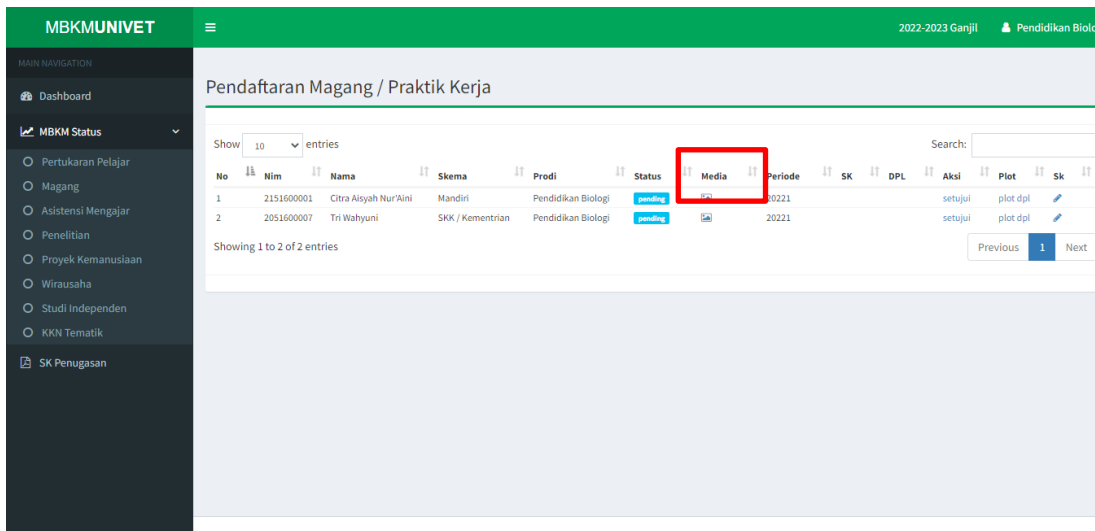 MBKMUNIVET
2022-2023 Ganjil Pendidikan Biolo
MAIN NAVIGATION
Dashboard
MBKM Status
Pertukaran Pelajar
Magang
Asistensi Mengajar
Penelitian
Proyek Kemanusiaan
Wirausaha
Studi Independen
KKN Tematik
SK Penugasan
Pendaftaran Magang / Praktik Kerja
Show 10 entries Search:
No Nim Nama Skema Prodi Status Media Periode SK DPL Aksi Plot Sk
1 2151600001 Citra Aisyah Nur'Aini Mandiri Pendidikan Biologi pending 20221 setujui plot dpl
2 2051600007 Tri Wahyuni SKK / Kementrian Pendidikan Biologi pending 20221 setujui plot dpl
Showing 1 to 2 of 2 entries Previous 1 Next